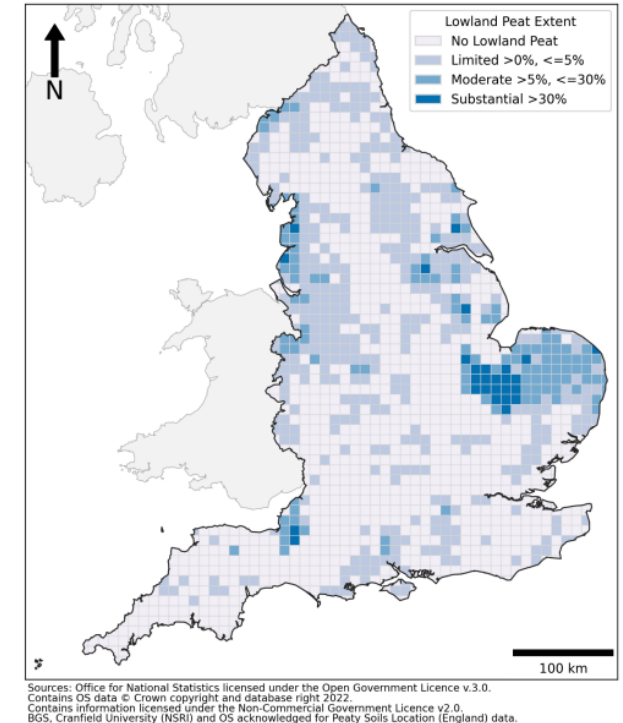 Lowland Peat Extent
No Lowland Peat
Limited >0%, <=5%
Moderate >5%, <=30%
Substantial >30%
N
100 km
Sources: Office for National Statistics licensed under the Open Government Licence v.3.0.
Contains OS data © Crown copyright and database right 2022.
Contains information licensed under the Non-Commercial Government Licence v2.0.
BGS, Cranfield University (NSRI) and OS acknowledged for Peaty Soils Location (England) data.